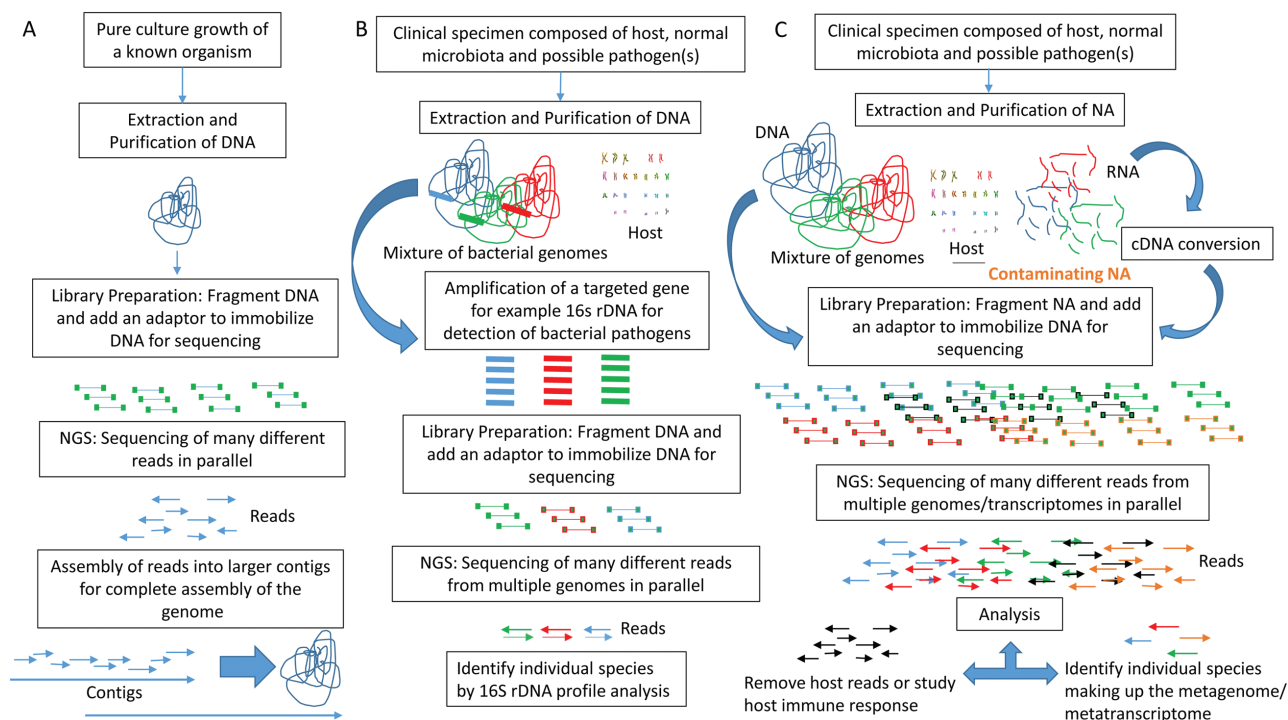 A
Pure culture growth of
a known organism
Extraction and
Purification of DNA
Library Preparation: Fragment DNA
and add an adaptor to immobilize
DNA for sequencing
NGS: Sequencing of many different
reads in parallel
Reads
Assembly of reads into larger contigs
for complete assembly of the
genome
Contigs
B
Clinical specimen composed of host, normal
microbiota and possible pathogen(s)
Extraction and Purification of DNA
Host
Mixture of bacterial genomes
Amplification of a targeted gene
for example 16s rDNA for
detection of bacterial pathogens
Library Preparation: Fragment DNA and
add an adaptor to immobilize DNA for
sequencing
NGS: Sequencing of many different reads
from multiple genomes in parallel
Reads
Identify individual species
by 16S rDNA profile analysis
C
Clinical specimen composed of host, normal
microbiota and possible pathogen(s)
Extraction and Purification of NA
DNA
RNA
cDNA conversion
Mixture of genomes
Host
Contaminating NA
Library Preparation: Fragment NA and add
an adaptor to immobilize DNA for
sequencing
NGS: Sequencing of many different reads from
multiple genomes/transcriptomes in parallel
Reads
Analysis
Remove host reads or study
host immune response
Identify individual species
making up the metagenome/
metatranscriptome